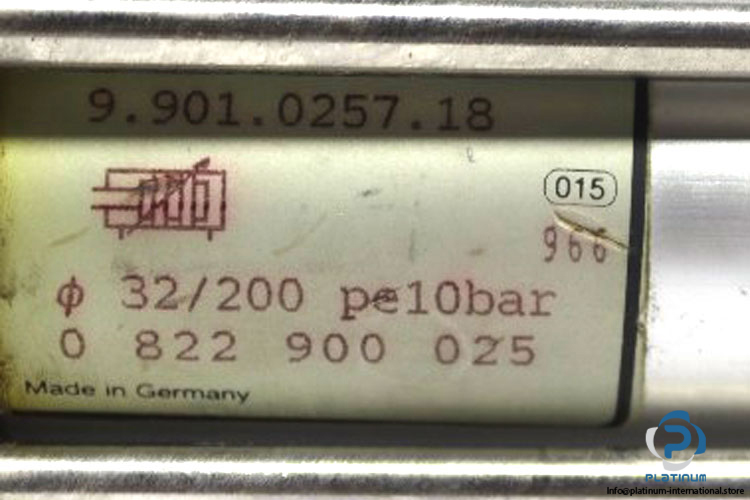 9.901.0257.18
015
966
ϕ 32/200 pe10bar
0 822 900 025
Made in Germany
PLATINUM
info@platinum-international.store